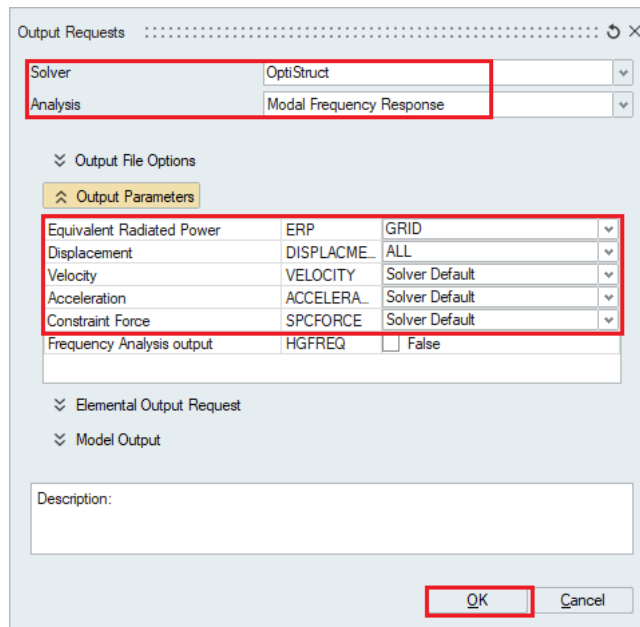 Output Requests
Solver OptiStruct
Analysis Modal Frequency Response
Output File Options
Output Parameters
Equivalent Radiated Power ERP GRID
Displacement DISPLACME... ALL
Velocity VELOCITY Solver Default
Acceleration ACCELERA... Solver Default
Constraint Force SPCFORCE Solver Default
Frequency Analysis output HGFREQ False
Elemental Output Request
Model Output
Description:
OK Cancel